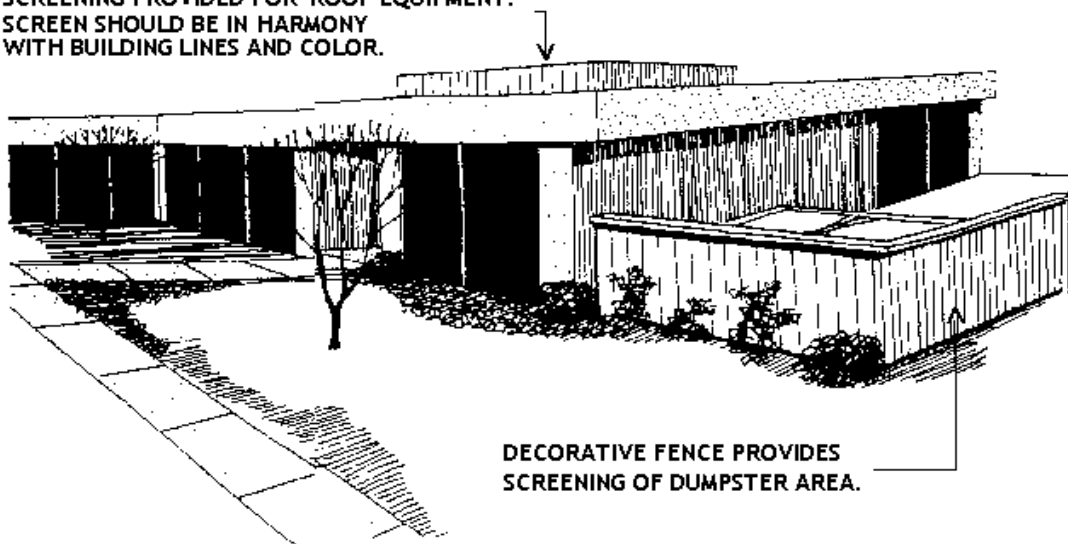 SCREENING PROVIDED FOR ROOF EQUIPMENT.
SCREEN SHOULD BE IN HARMONY
WITH BUILDING LINES AND COLOR.
DECORATIVE FENCE PROVIDES
SCREENING OF DUMPSTER AREA.